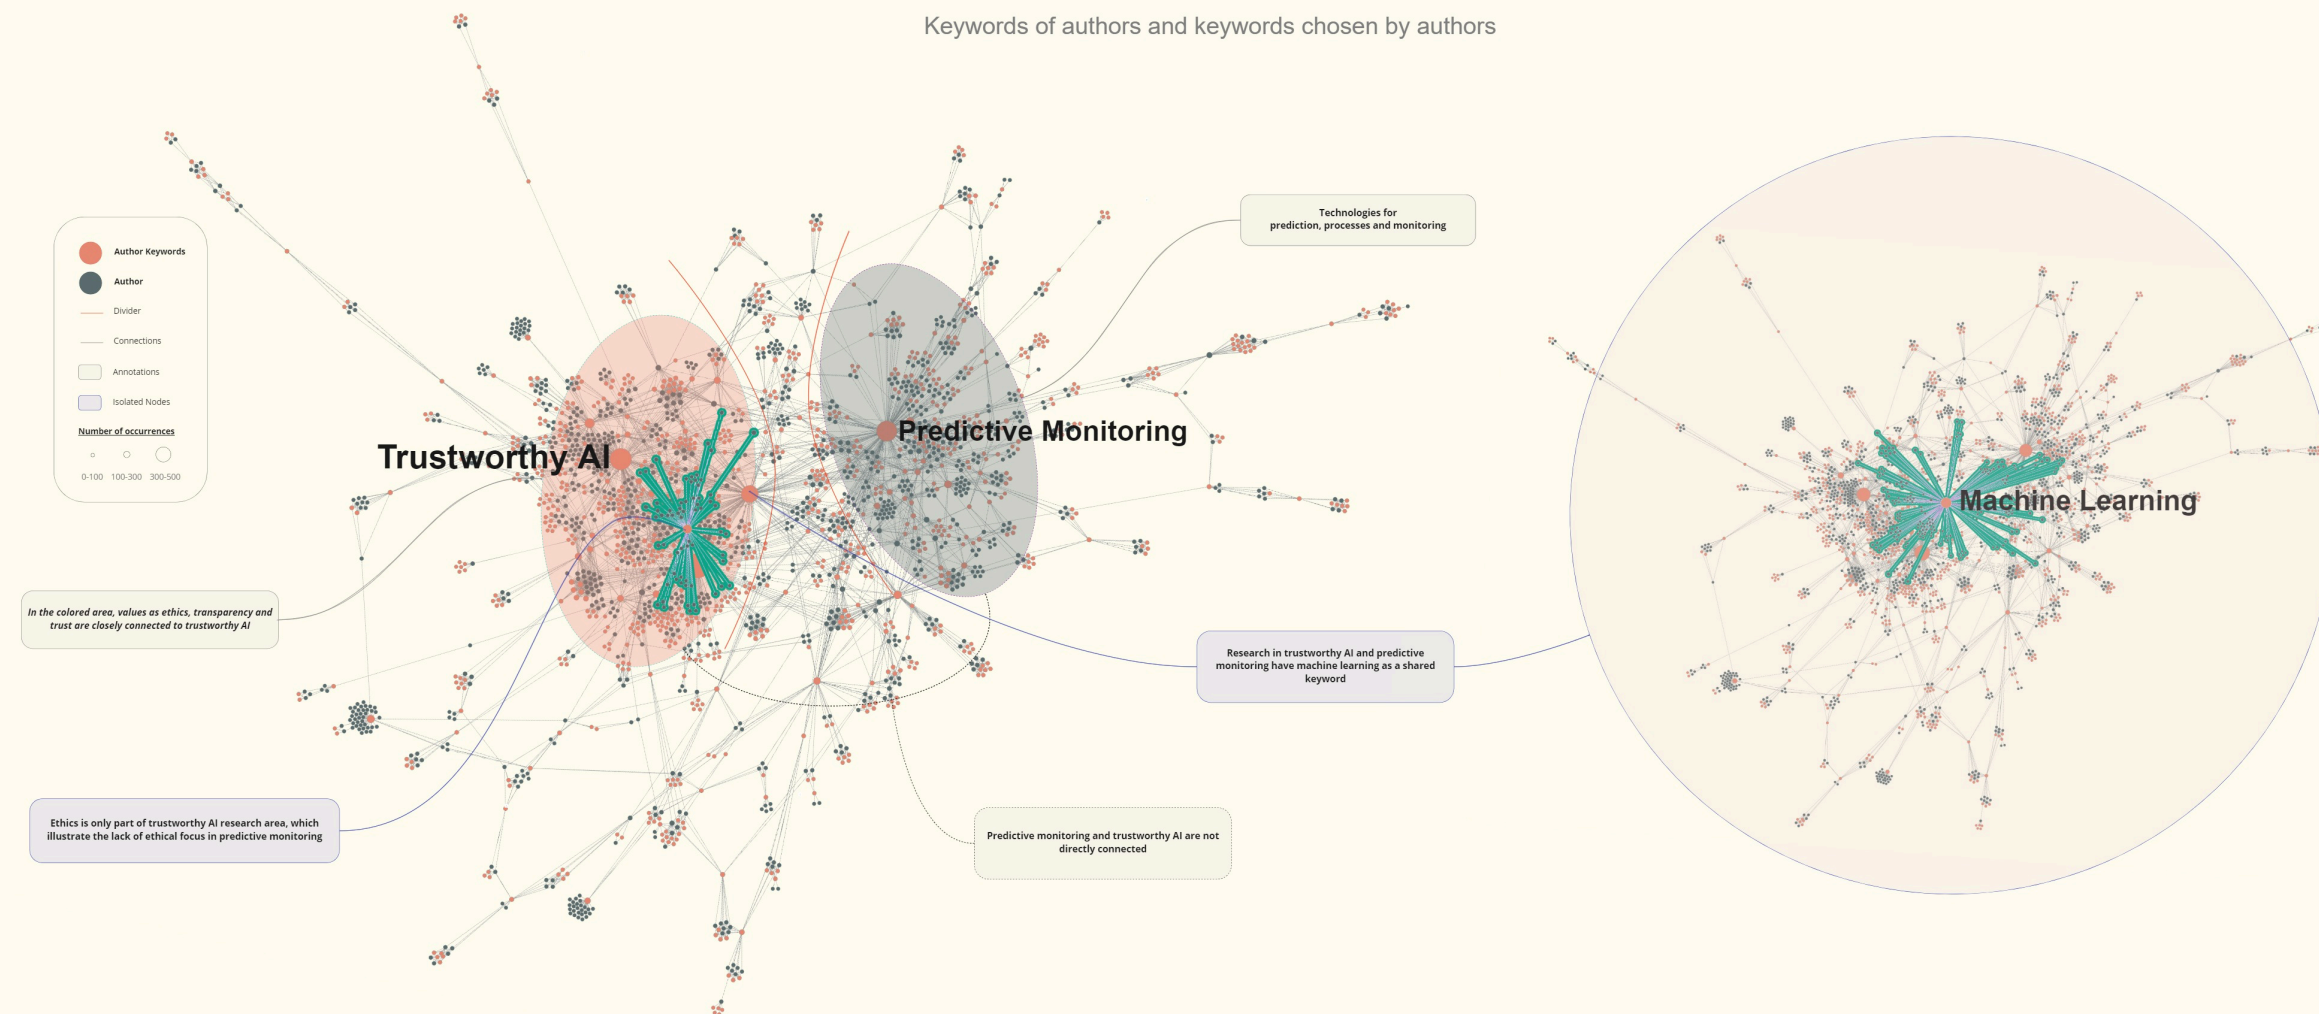 Keywords of authors and keywords chosen by authors
Author Keywords
Author
Divider
Connections
Annotations
Isolated Nodes
Number of occurrences
0-100 100-300 300-500
Trustworthy AI
Predictive Monitoring
Technologies for
prediction, processes and monitoring
Machine Learning
In the colored area, values as ethics, transparency and
trust are closely connected to trustworthy AI
Research in trustworthy AI and predictive
monitoring have machine learning as a shared
keyword
Ethics is only part of trustworthy AI research area, which
illustrate the lack of ethical focus in predictive monitoring
Predictive monitoring and trustworthy AI are not
directly connected